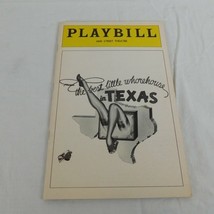 PLAYBILL
46th STREET THEATRE
the best little whorehouse
in TEXAS